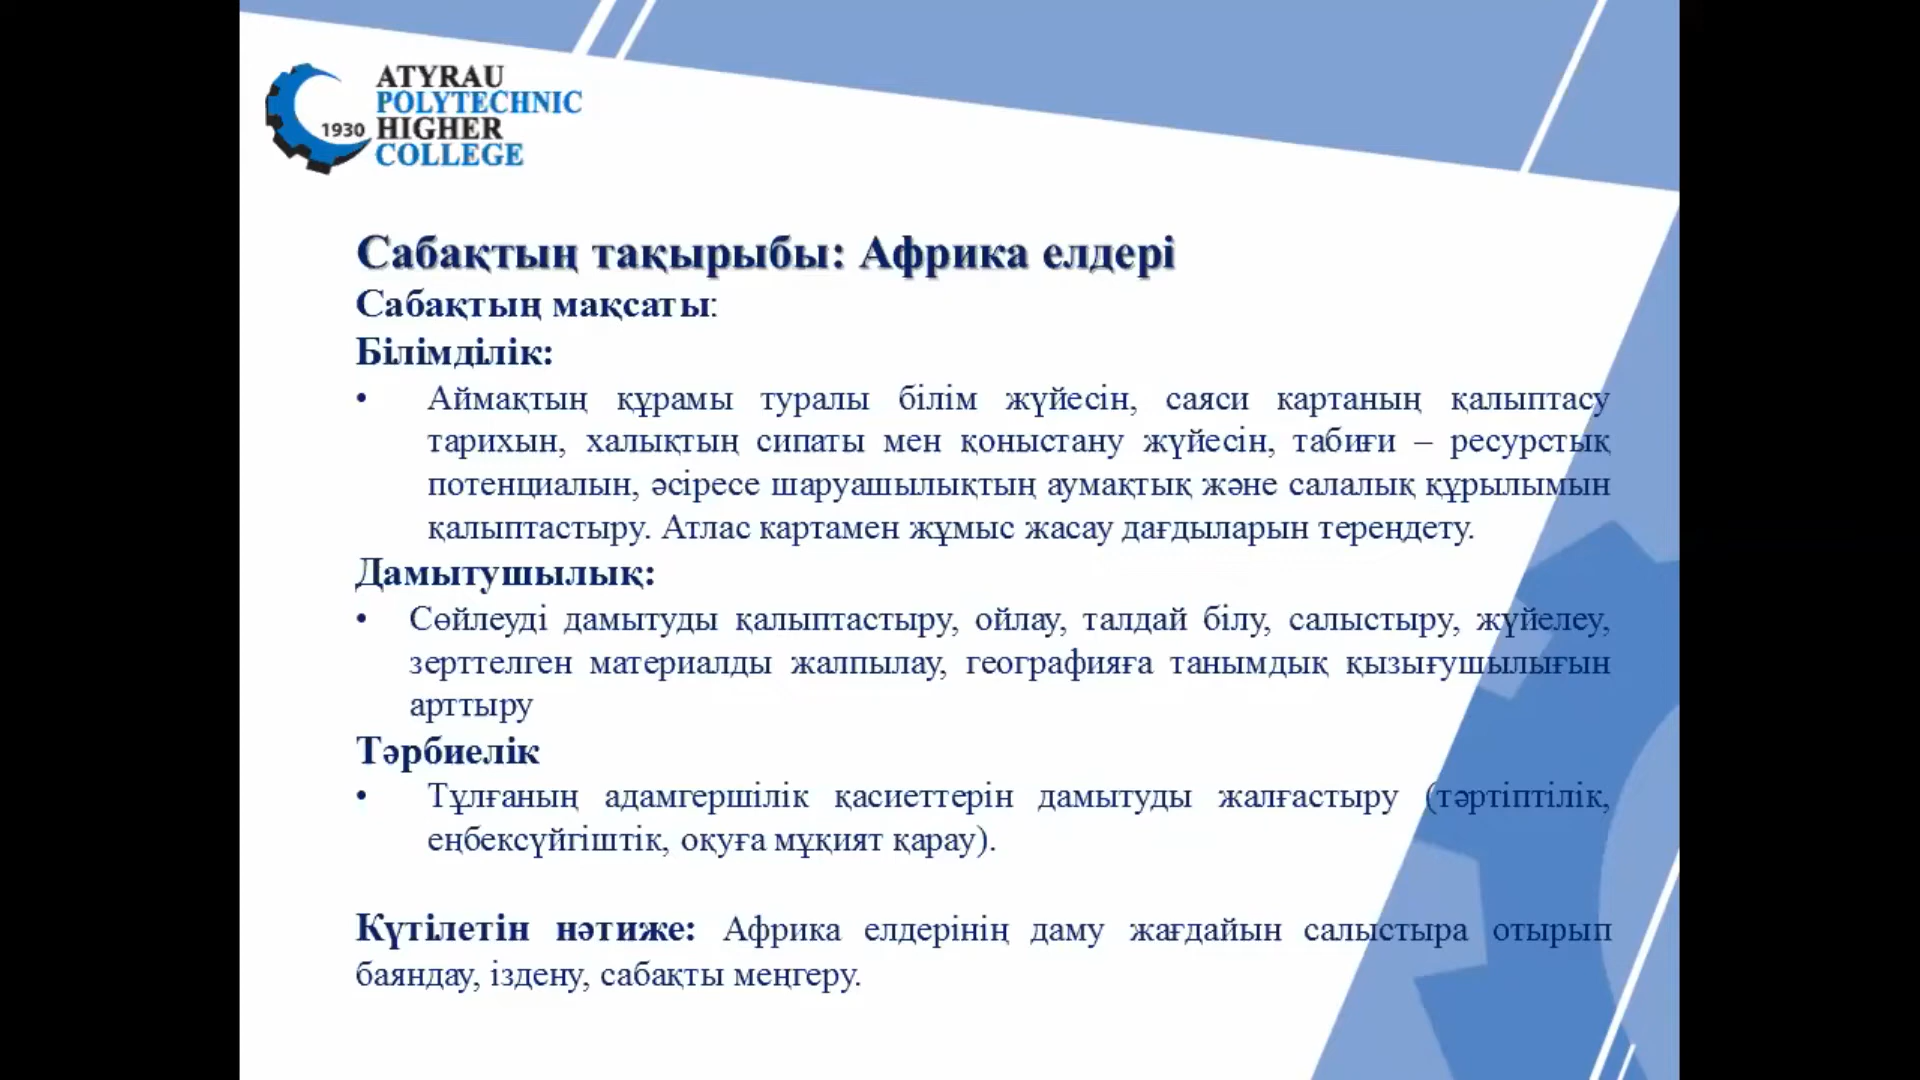 ATYRAU
POLYTECHNIC
1930 HIGHER
COLLEGE
Сабақтың тақырыбы: Африка елдері
Сабақтың мақсаты:
Білімділік:
• Аймақтың құрамы туралы білім жүйесін, саяси картаның қалыптасу
тарихын, халықтың сипаты мен қоныстану жүйесін, табиғи – ресурстық
потенциалын, әсіресе шаруашылықтың аумақтық және салалық құрылымын
қалыптастыру. Атлас картамен жұмыс жасау дағдыларын тереңдету.
Дамытушылық:
• Сөйлеуді дамытуды қалыптастыру, ойлау, талдай білу, салыстыру, жүйелеу,
зерттелген материалды жалпылау, географияға танымдық қызығушылығын
арттыру
Тәрбиелік
• Тұлғаның адамгершілік қасиеттерін дамытуды жалғастыру (тәртіптілік,
еңбексүйгіштік, оқуға мұқият қарау).
Күтілетін нәтиже: Африка елдерінің даму жағдайын салыстыра отырып
баяндау, іздену, сабақты меңгеру.